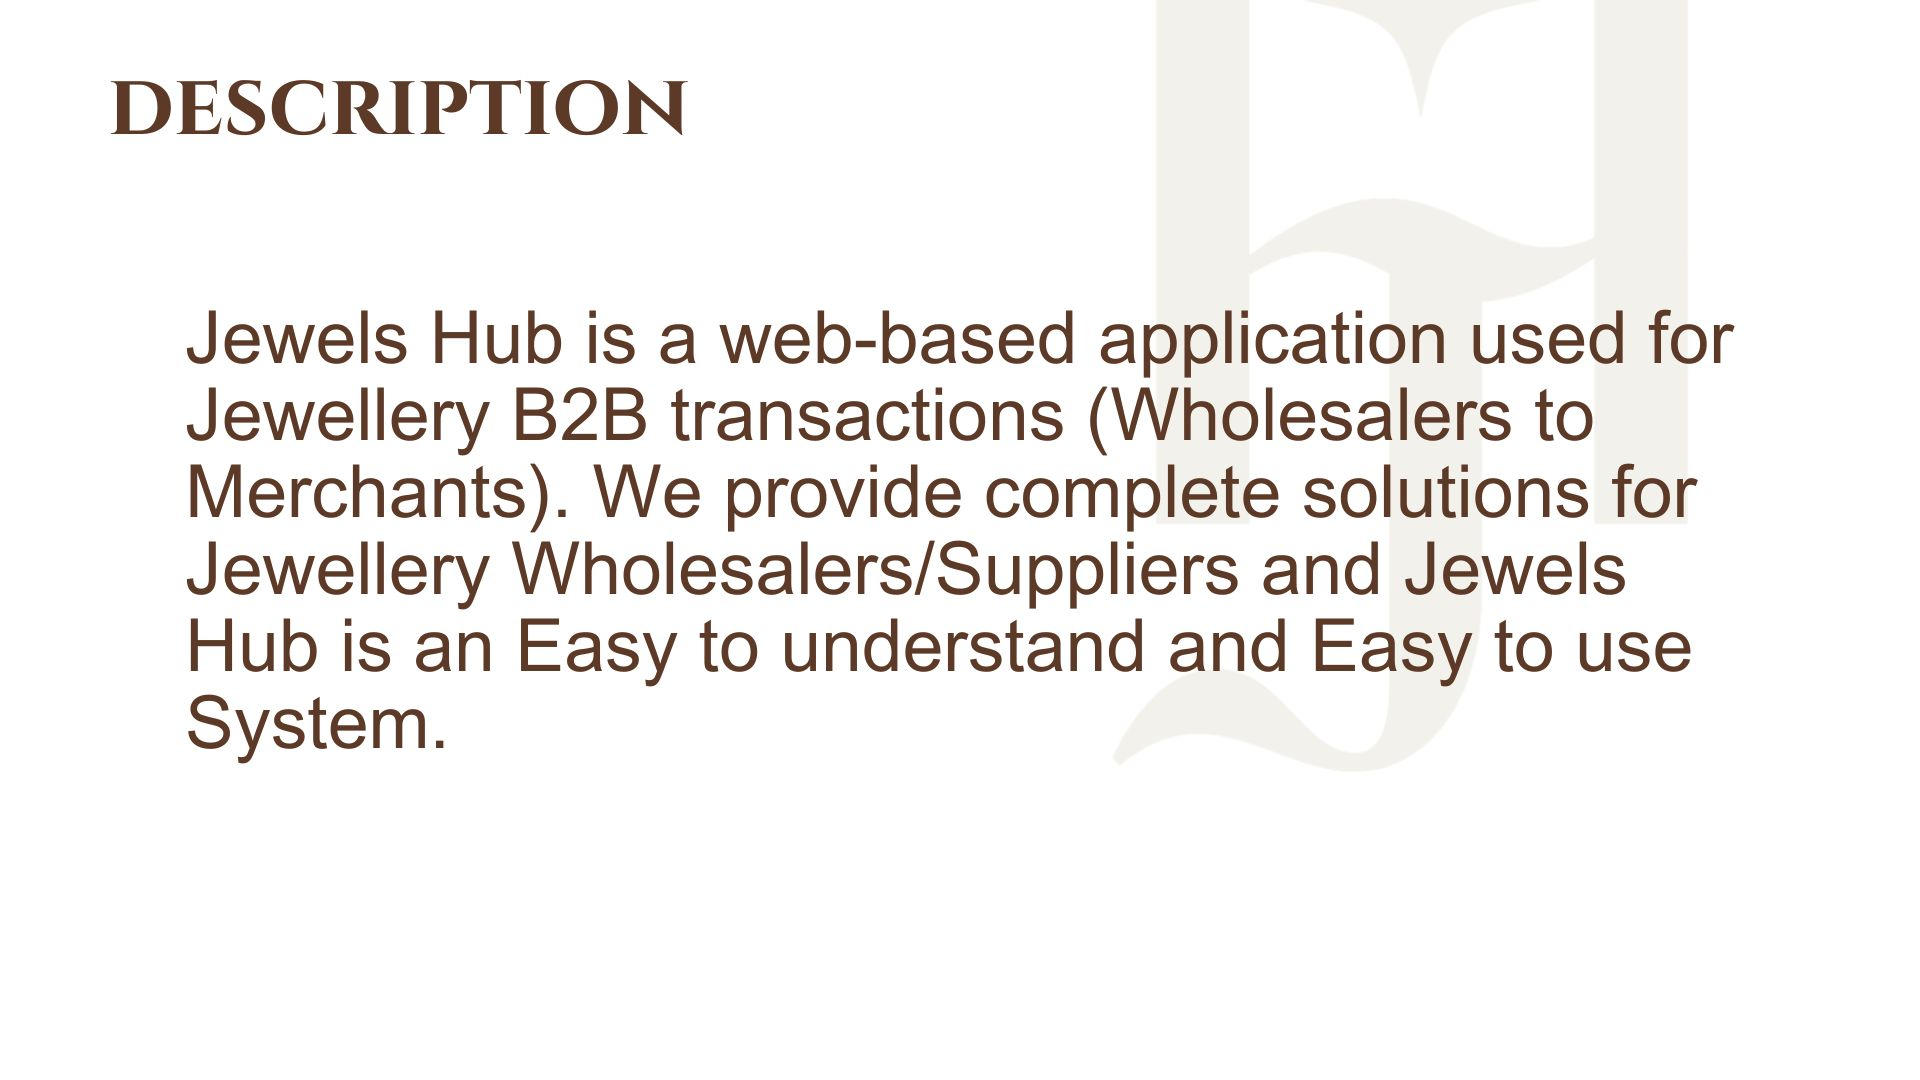 DESCRIPTION
Jewels Hub is a web-based application used for
Jewellery B2B transactions (Wholesalers to
Merchants). We provide complete solutions for
Jewellery Wholesalers/Suppliers and Jewels
Hub is an Easy to understand and Easy to use
System.